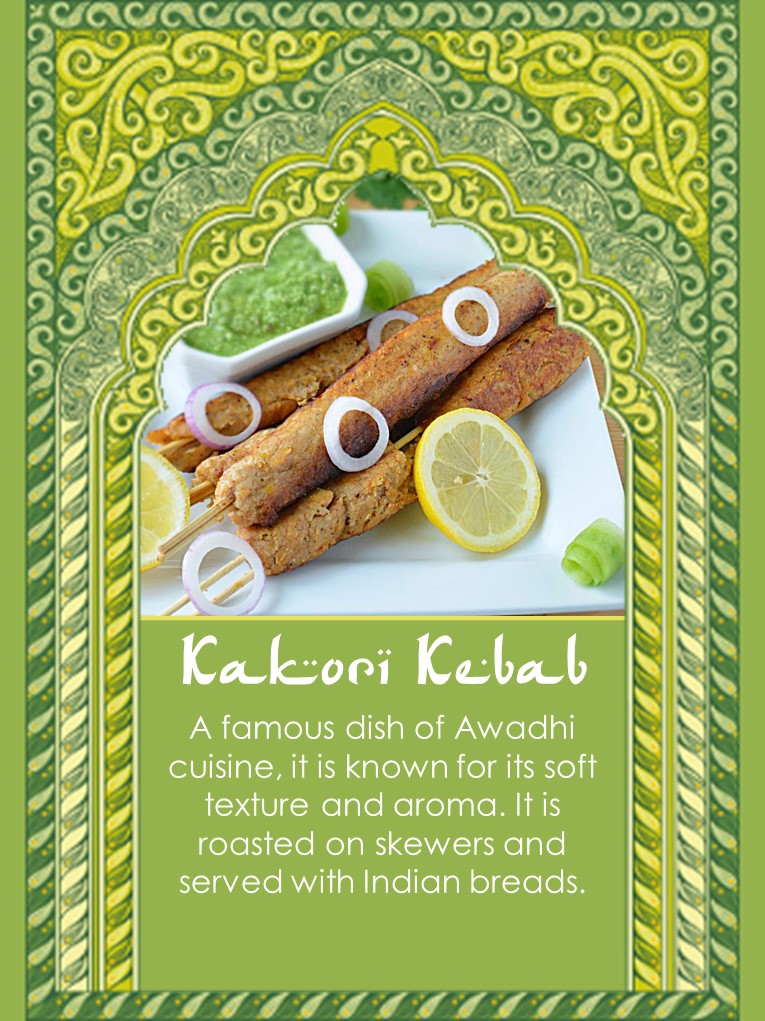 Kakori Kebab
A famous dish of Awadhi
cuisine, it is known for its soft
texture and aroma. It is
roasted on skewers and
served with Indian breads.